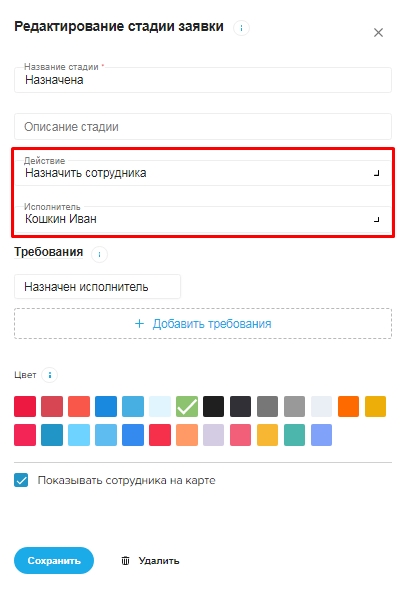 Редактирование стадии заявки
Название стадии *
Назначена
Описание стадии
Действие
Назначить сотрудника
Исполнитель
Кошкин Иван
Требования
Назначен исполнитель
+ Добавить требования
Цвет
Показывать сотрудника на карте
Сохранить
Удалить